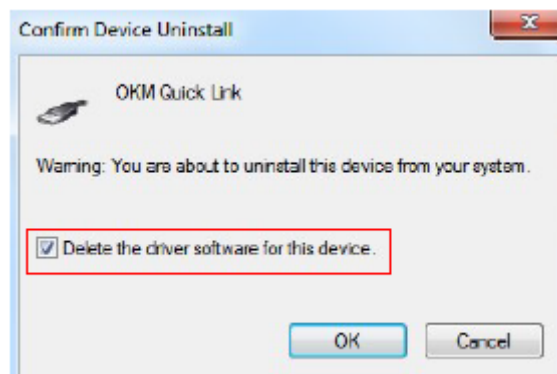 Confirm Device Uninstall
OKM Quick Link
Warning: You are about to uninstall this device from your system.
Delete the driver software for this device.
OK
Cancel